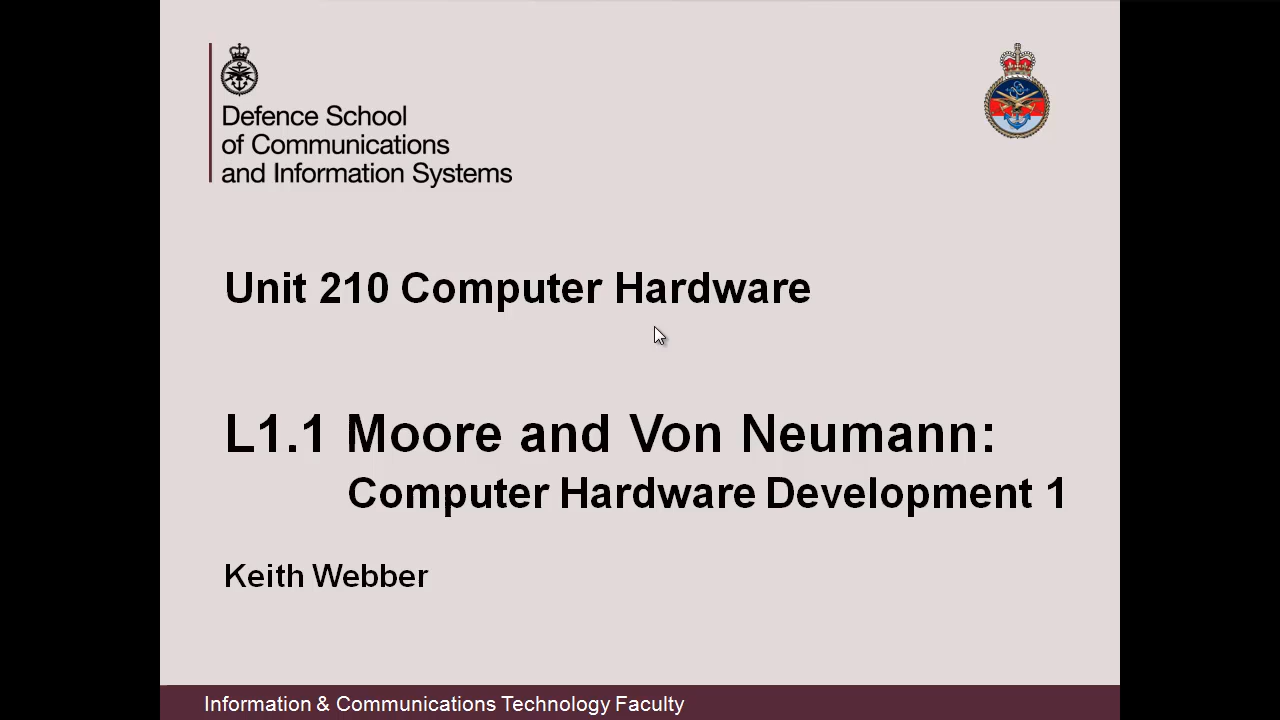 Defence School
of Communications
and Information Systems
Unit 210 Computer Hardware
L1.1 Moore and Von Neumann:
Computer Hardware Development 1
Keith Webber
Information & Communications Technology Faculty